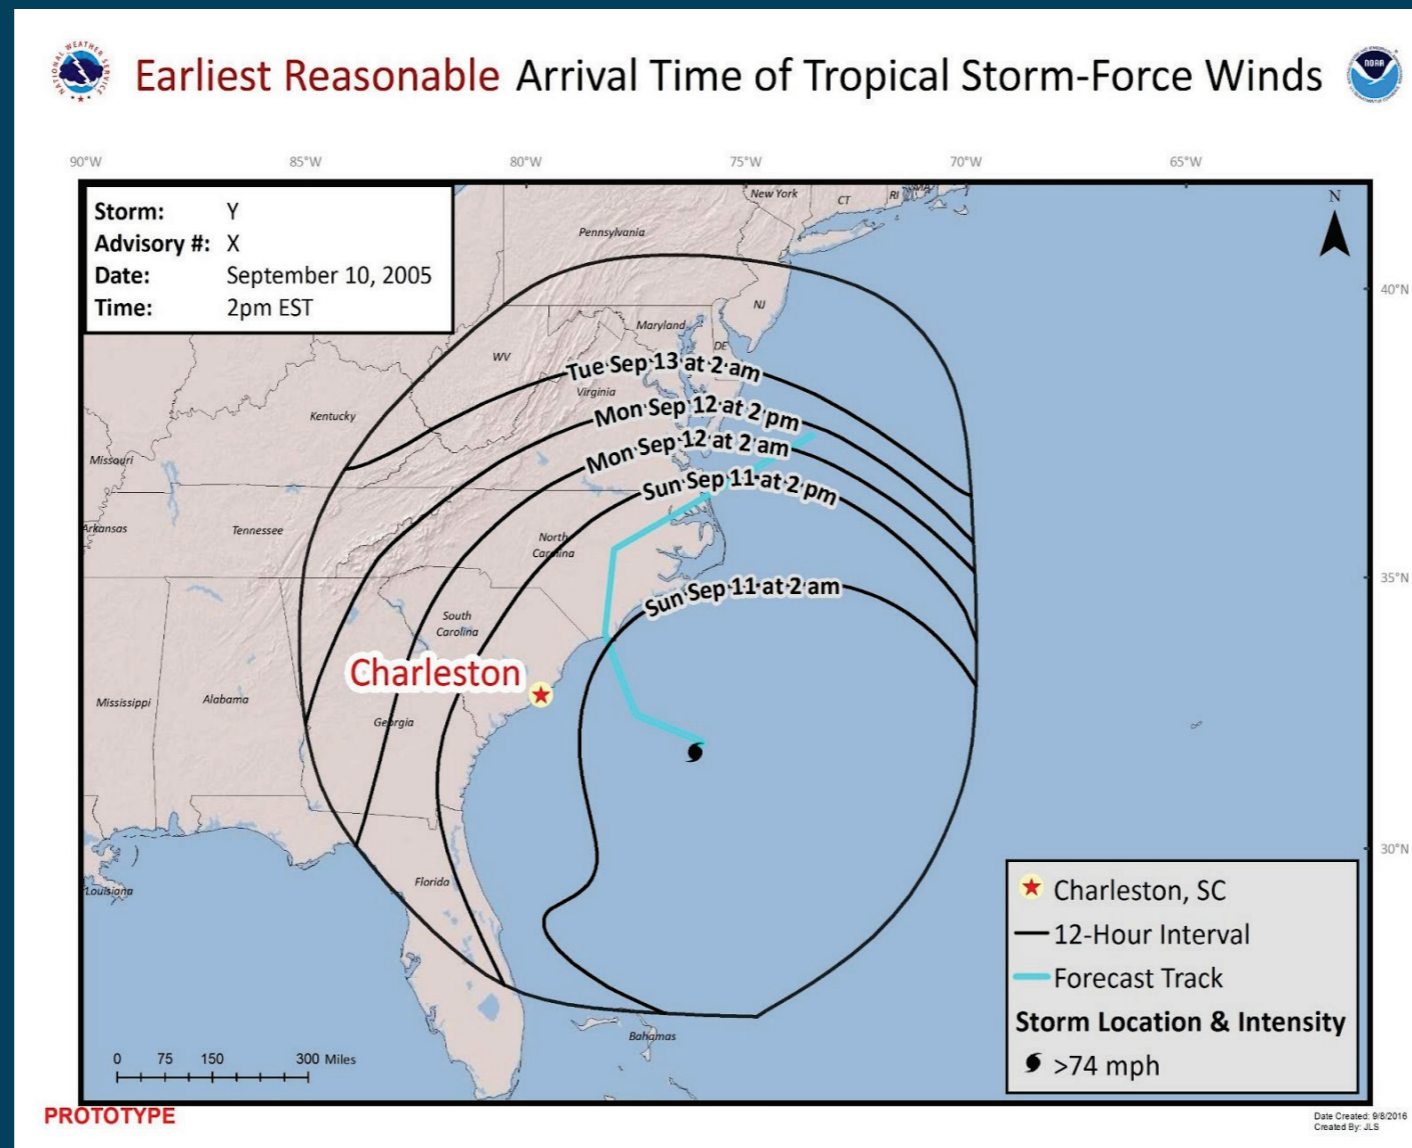 NATIONAL WEATHER SERVICE
Earliest Reasonable Arrival Time of Tropical Storm-Force Winds
NOAA
90°W 85°W 80°W 75°W 70°W 65°W
Storm: Y
Advisory #: X
Date: September 10, 2005
Time: 2pm EST
New York
CT
RI
MA
N
Pennsylvania
40°N
NJ
Maryland
DE
WV
Tue Sep 13 at 2 am
Virginia
Kentucky
Mon Sep 12 at 2 pm
Mon Sep 12 at 2 am
Missouri
Sun Sep 11 at 2 pm
Arkansas
Tennessee
North
Carolina
35°N
Sun Sep 11 at 2 am
South
Carolina
Charleston
Mississippi
Alabama
Georgia
30°N
Florida
Louisiana
Charleston, SC
12-Hour Interval
Forecast Track
Storm Location & Intensity
>74 mph
Bahamas
0 75 150 300 Miles
PROTOTYPE
Date Created: 9/8/2016
Created By: JLS